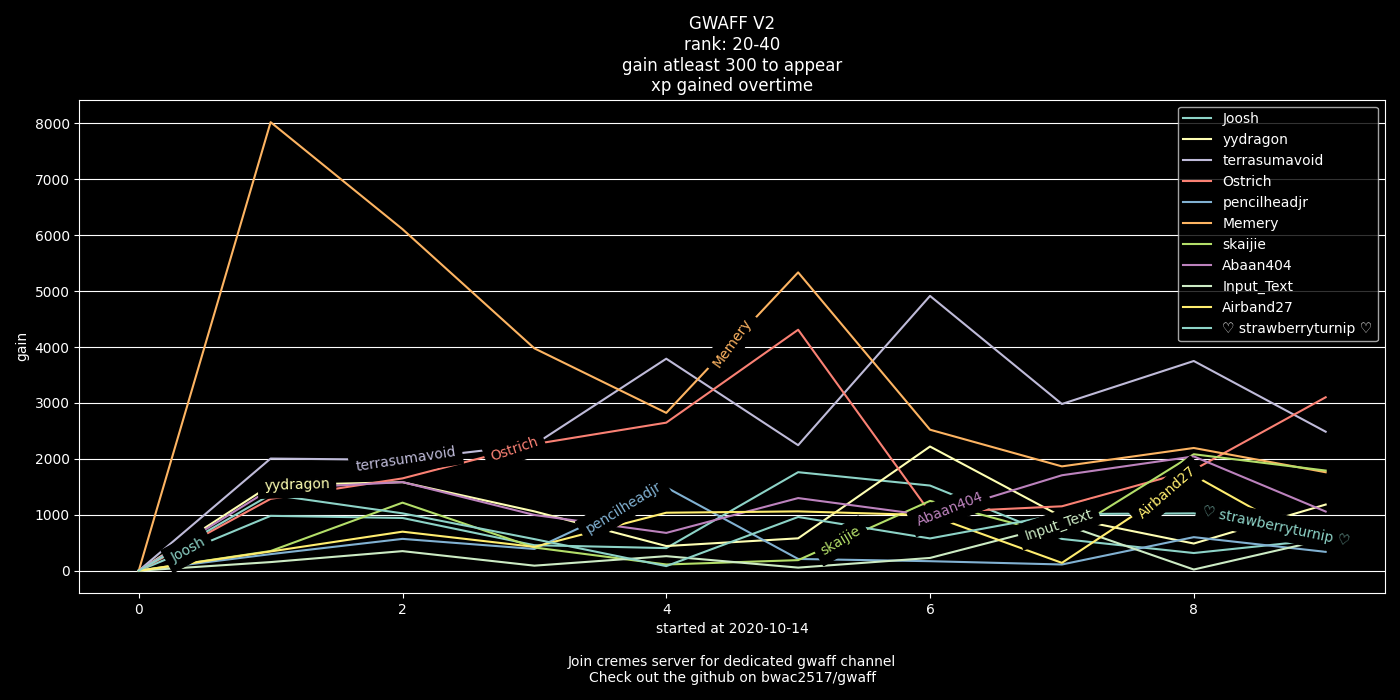 GWAFF V2
rank: 20-40
gain atleast 300 to appear
xp gained overtime
gain
8000
7000
6000
5000
4000
3000
2000
1000
0
Joosh
yydragon
terrasumavoid
Ostrich
pencilheadjr
Memery
skaijie
Abaan404
Input_Text
Airband27
♡ strawberryturnip ♡
Joosh
yydragon
terrasumavoid
Ostrich
pencilheadjr
Memery
skaijie
Abaan404
Input_Text
Airband27
♡ strawberryturnip ♡
0 2 4 6 8
started at 2020-10-14
Join cremes server for dedicated gwaff channel
Check out the github on bwac2517/gwaff